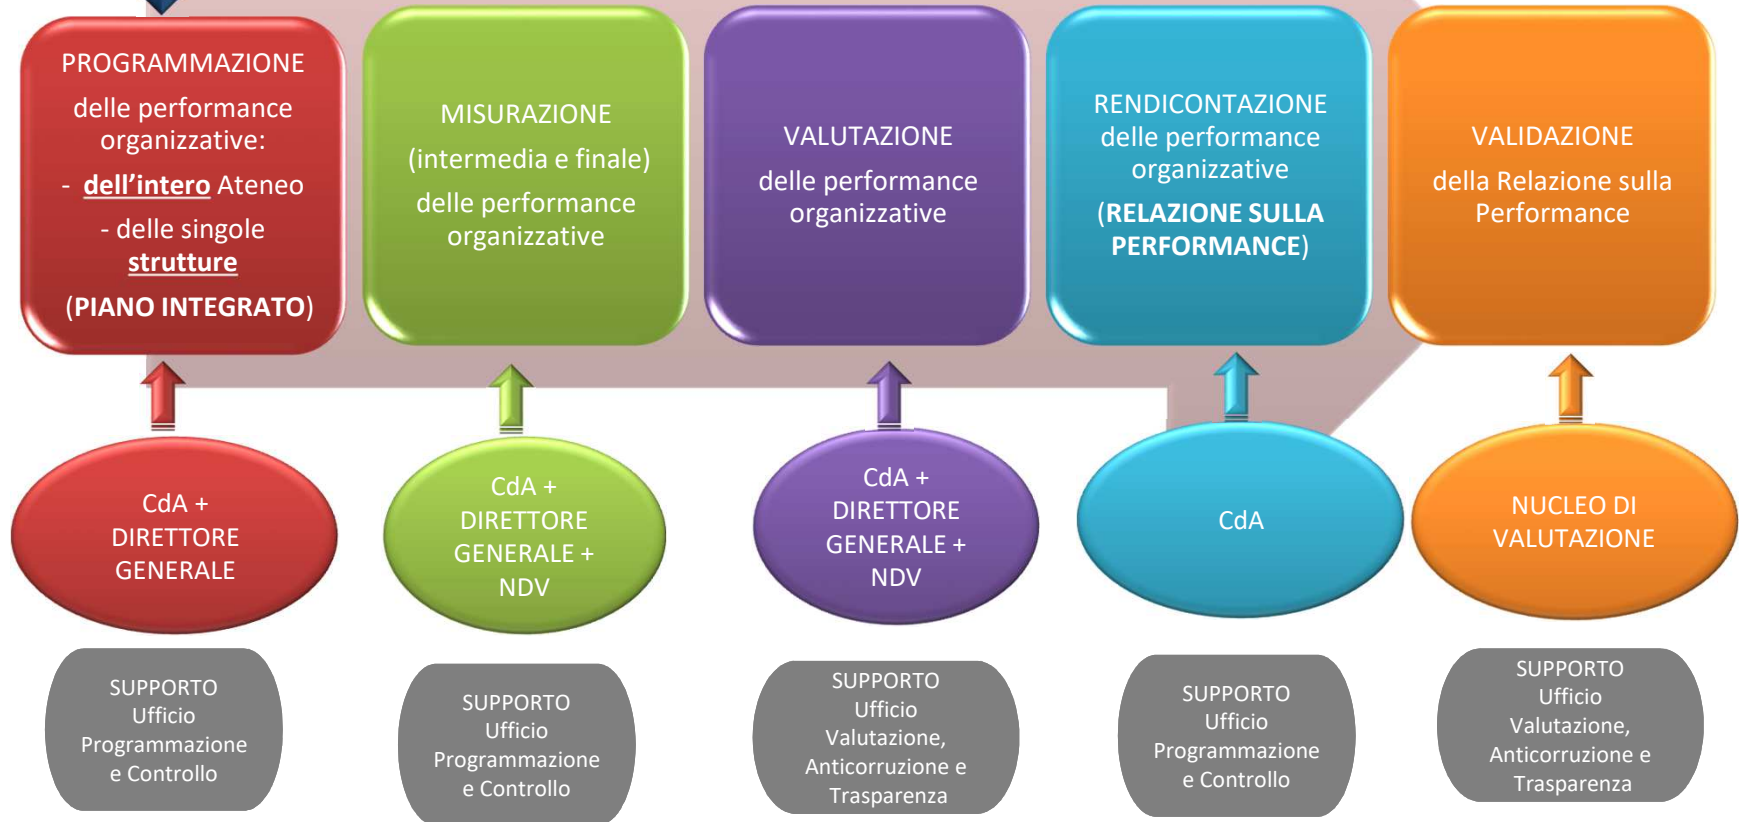 PROGRAMMAZIONE
delle performance
organizzative:
- dell'intero Ateneo
- delle singole
strutture
(PIANO INTEGRATO)
MISURAZIONE
(intermedia e finale)
delle performance
organizzative
VALUTAZIONE
delle performance
organizzative
RENDICONTAZIONE
delle performance
organizzative
(RELAZIONE SULLA
PERFORMANCE)
VALIDAZIONE
della Relazione sulla
Performance
CdA +
DIRETTORE
GENERALE
CdA +
DIRETTORE
GENERALE +
NDV
CdA +
DIRETTORE
GENERALE +
NDV
CdA
NUCLEO DI
VALUTAZIONE
SUPPORTO
Ufficio
Programmazione
e Controllo
SUPPORTO
Ufficio
Programmazione
e Controllo
SUPPORTO
Ufficio
Valutazione,
Anticorruzione e
Trasparenza
SUPPORTO
Ufficio
Programmazione
e Controllo
SUPPORTO
Ufficio
Valutazione,
Anticorruzione e
Trasparenza